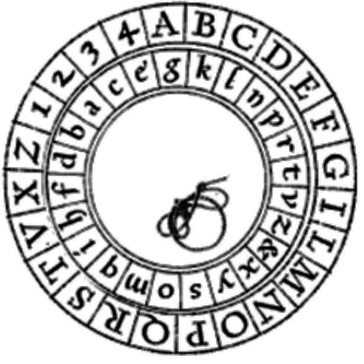 A B C D E F G I L M N O P Q R S T V X Z 1 2 3 4
g k l n p r t v z & x y s o m q i h f d b a c e